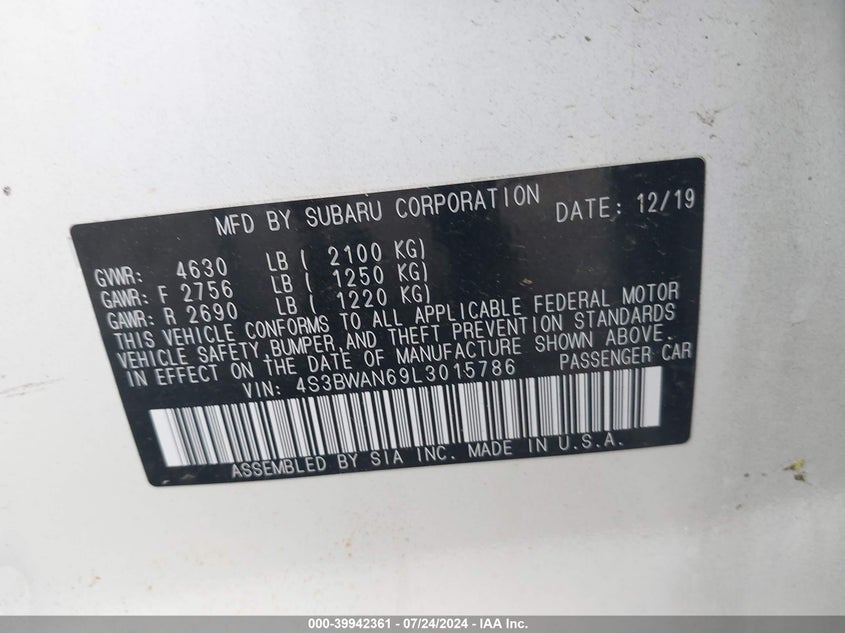 MFD BY SUBARU CORPORATION DATE: 12/19
GVWR: 4630 LB ( 2100 KG)
GAWR: F 2756 LB ( 1250 KG)
GAWR: R 2690 LB ( 1220 KG)
THIS VEHICLE CONFORMS TO ALL APPLICABLE FEDERAL MOTOR
VEHICLE SAFETY, BUMPER, AND THEFT PREVENTION STANDARDS
IN EFFECT ON THE DATE OF MANUFACTURE SHOWN ABOVE.
VIN: 4S3BWAN69L3015786 PASSENGER CAR
ASSEMBLED BY SIA INC. MADE IN U.S.A.
000-39942361 - 07/24/2024 - IAA Inc.